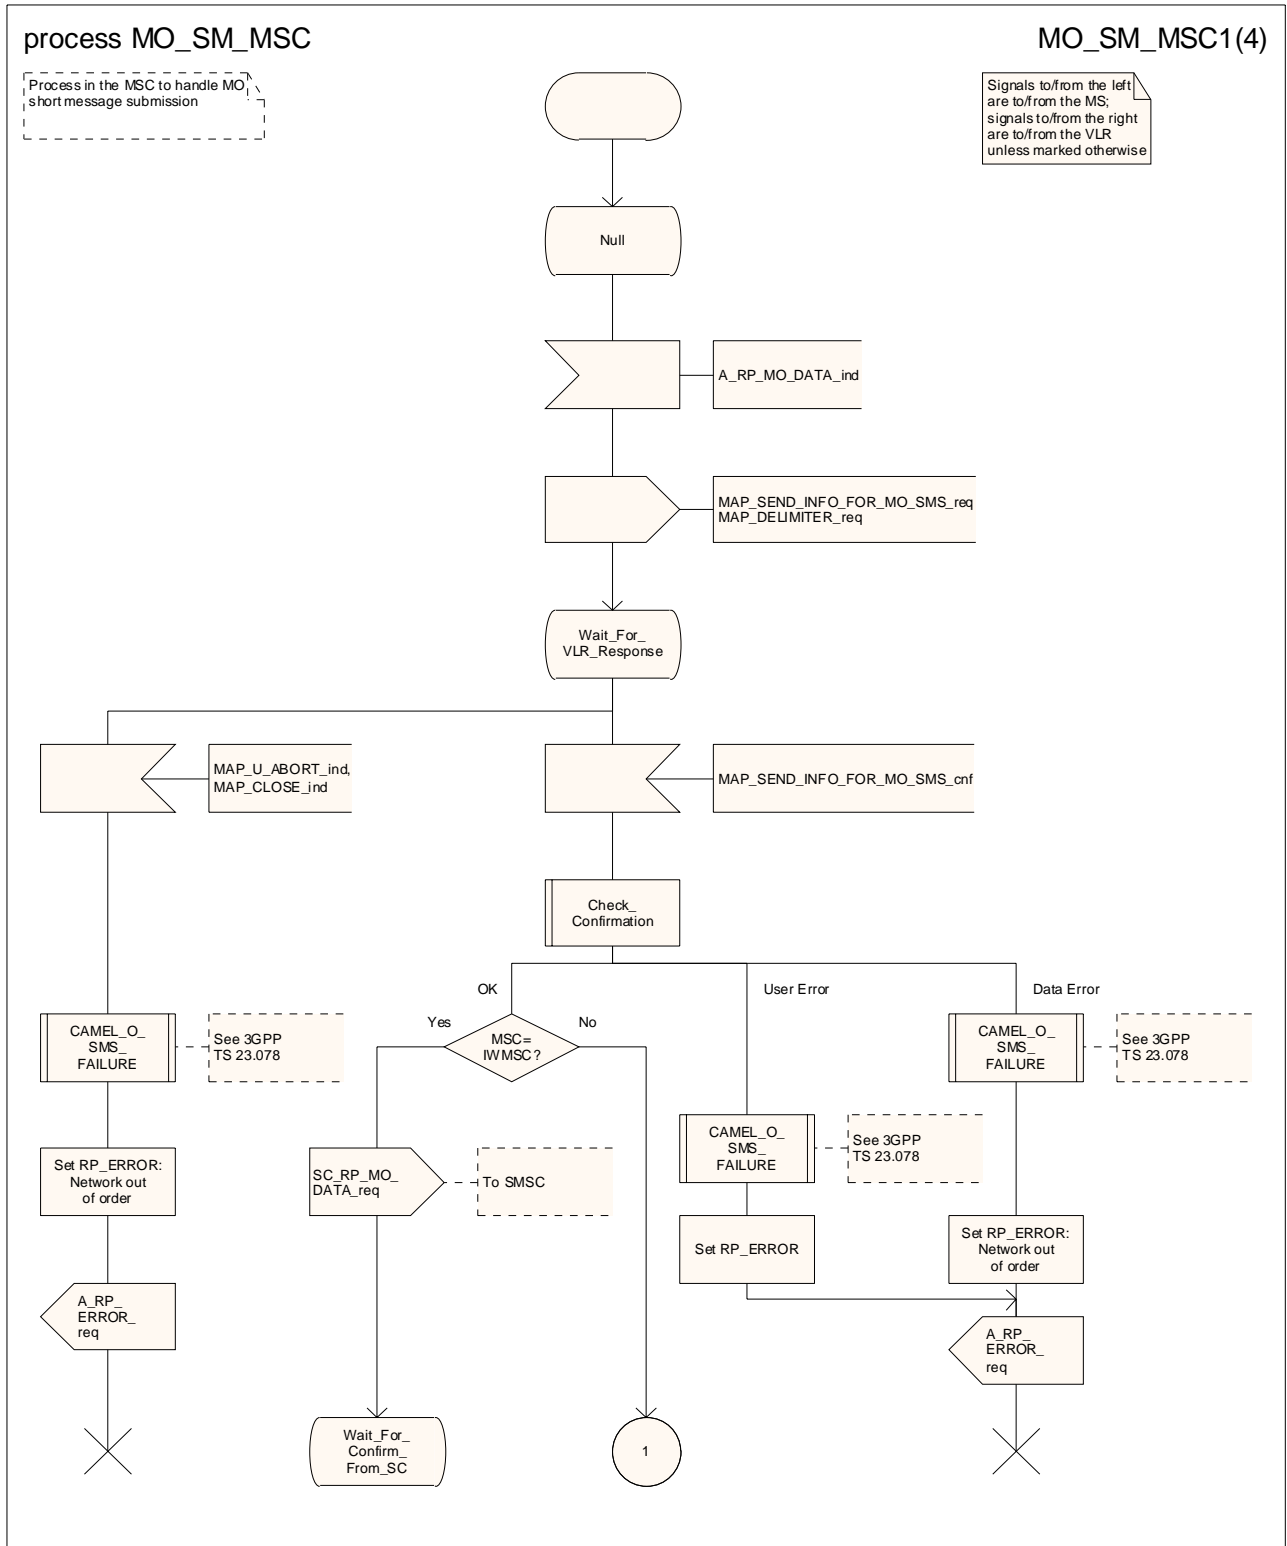 process MO_SM_MSC
MO_SM_MSC1(4)
Process in the MSC to handle MO
short message submission
Signals to/from the left
are to/from the MS;
signals to/from the right
are to/from the VLR
unless marked otherwise
Null
A_RP_MO_DATA_ind
MAP_SEND_INFO_FOR_MO_SMS_req
MAP_DELIMITER_req
Wait_For_
VLR_Response
MAP_U_ABORT_ind,
MAP_CLOSE_ind
MAP_SEND_INFO_FOR_MO_SMS_cnf
Check_
Confirmation
OK
User Error
Data Error
Yes
No
MSC=
IWMSC?
CAMEL_O_
SMS_
FAILURE
See 3GPP
TS 23.078
CAMEL_O_
SMS_
FAILURE
See 3GPP
TS 23.078
CAMEL_O_
SMS_
FAILURE
See 3GPP
TS 23.078
Set RP_ERROR:
Network out
of order
SC_RP_MO_
DATA_req
To SMSC
Set RP_ERROR
Set RP_ERROR:
Network out
of order
A_RP_
ERROR_
req
A_RP_
ERROR_
req
Wait_For_
Confirm_
From_SC
1